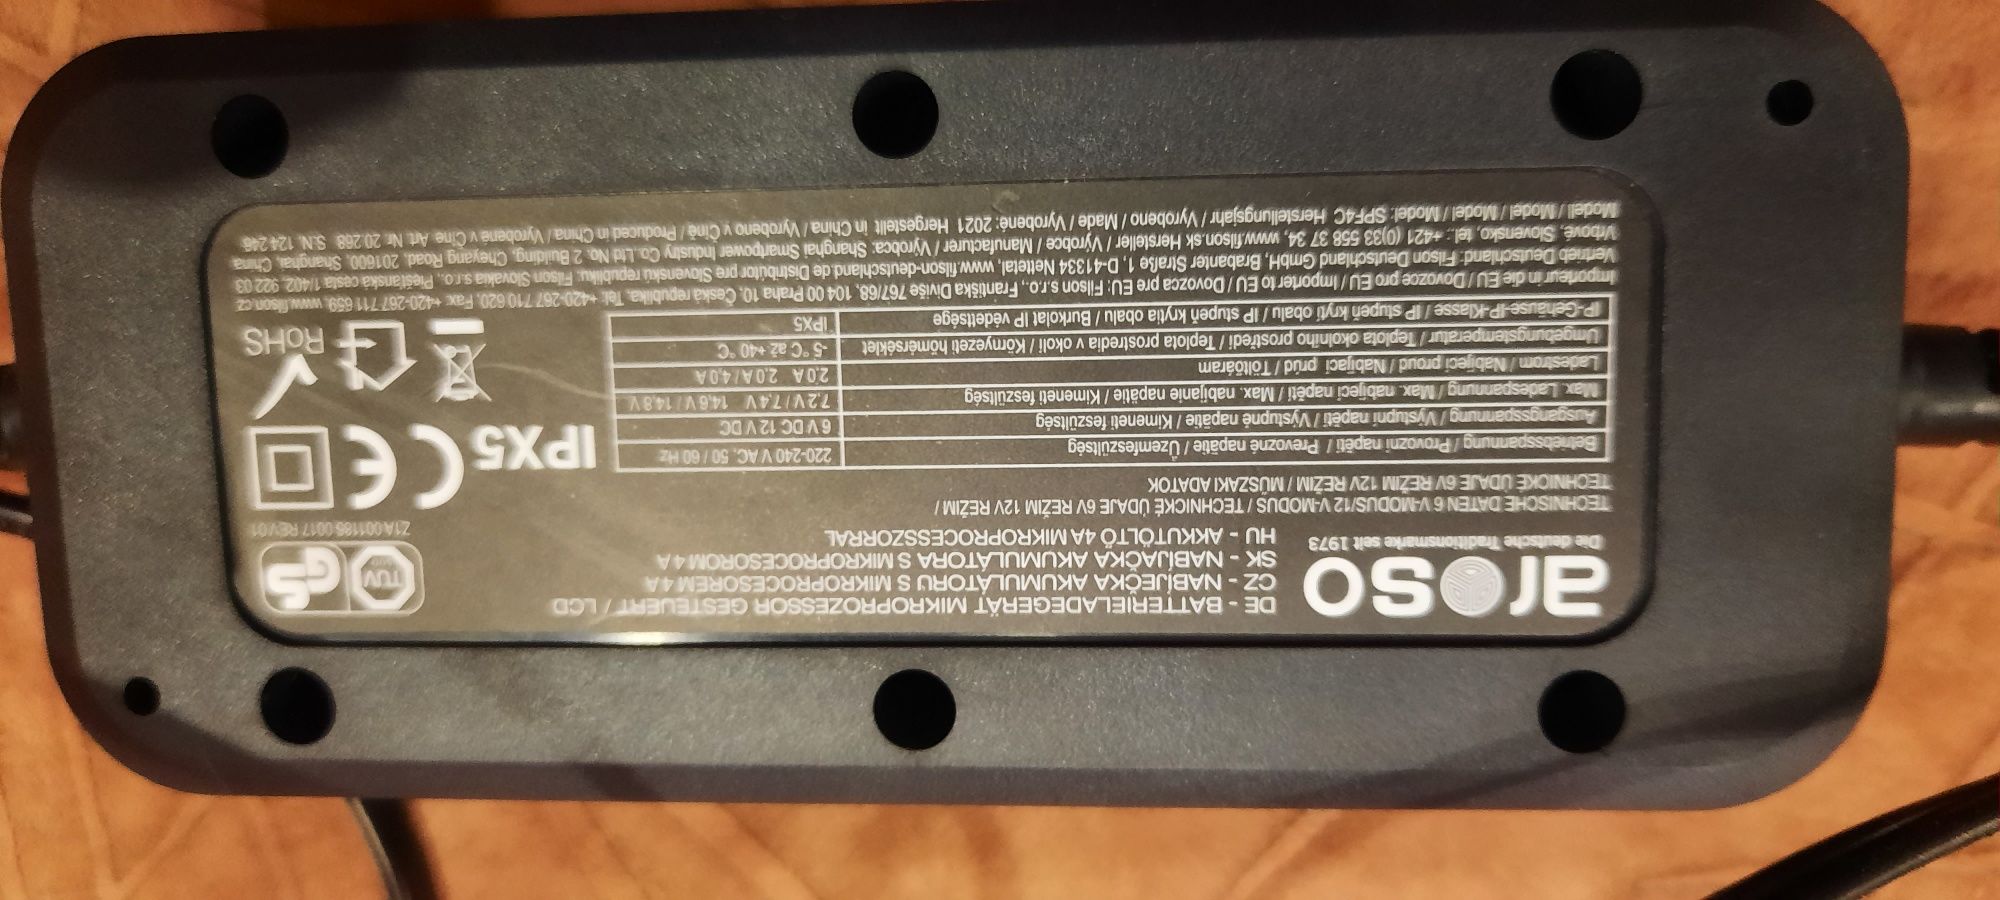 aroso
Die deutsche Traditionsmarke seit 1973
DE - BATTERIELADEGERÄT MIKROPROZESSOR GESTEUERT / LCD
CZ - NABÍJEČKA AKUMULÁTORU S MIKROPROCESOREM 4 A
SK - NABÍJAČKA AKUMULÁTORA S MIKROPROCESOROM 4 A
HU - AKKUTÖLTŐ 4A MIKROPROCESSZORRAL
TÜV
GS
Z1A 001186 0017 REV.01
TECHNISCHE DATEN 6 V-MODUS/12-V-MODUS / TECHNICKÉ ÚDAJE 6V REŽIM 12V REŽIM /
TECHNICKÉ ÚDAJE 6V REŽIM 12V REŽIM / MŰSZAKI ADATOK
Betriebsspannung / Provozní napětí / Prevozné napätie / Üzemfeszültség 220-240 V AC, 50 / 60 Hz
Ausgangsspannung / Výstupní napětí / Výstupné napätie / Kimeneti feszültség 6 V DC 12 V DC
Max. Ladespannung / Max. nabíjecí napětí / Max. nabíjanie napätie / Kimeneti feszültség 7,2 V / 7,4 V 14,6 V / 14,8 V
Ladestrom / Nabíjecí proud / Nabíjací prúd / Töltőáram 2.0 A 2.0 A / 4,0 A
Umgebungstemperatur / Teplota okolního prostředí / Teplota prostredia v okolí / Környezeti hőmérséklet -5 °C až +40 °C
IP-Gehäuse-IP-Klasse / IP stupeň krytí obalu / IP stupeň krytia obalu / Burkolat IP védettsége IPX5
IPX5
CE
RoHS
Importeur in die EU / Dovozce pro EU / Importer to EU / Dovozca pre EU: Filson s.r.o., Františka Diviše 767/68, 104 00 Praha 10, Česká republika, Tel.: +420-267 710 620, Fax: +420-267 711 659, www.filson.cz
Vertrieb Deutschland: Filson Deutschland GmbH, Brabanter Straße 1, D-41334 Nettetal, www.filson-deutschland.de Distributor pre Slovenskú republiku: Filson Slovakia s.r.o., Piešťanská cesta 1/402, 922 03
Vrbové, Slovensko, tel.: +421 (0)33 558 37 34, www.filson.sk Hersteller / Výrobce / Manufacturer / Výrobca: Shanghai Smartpower Industry Co., Ltd No. 2 Building, Cheyang Road, 201600, Shanghai, China
Modell / Model / Model / Model: SPF4C Herstellungsjahr / Vyrobeno / Made / Vyrobené: 2021 Hergestellt in China / Vyrobeno v Číně / Produced in China / Vyrobené v Číne Art. Nr. 20 268 S.N. 124 246